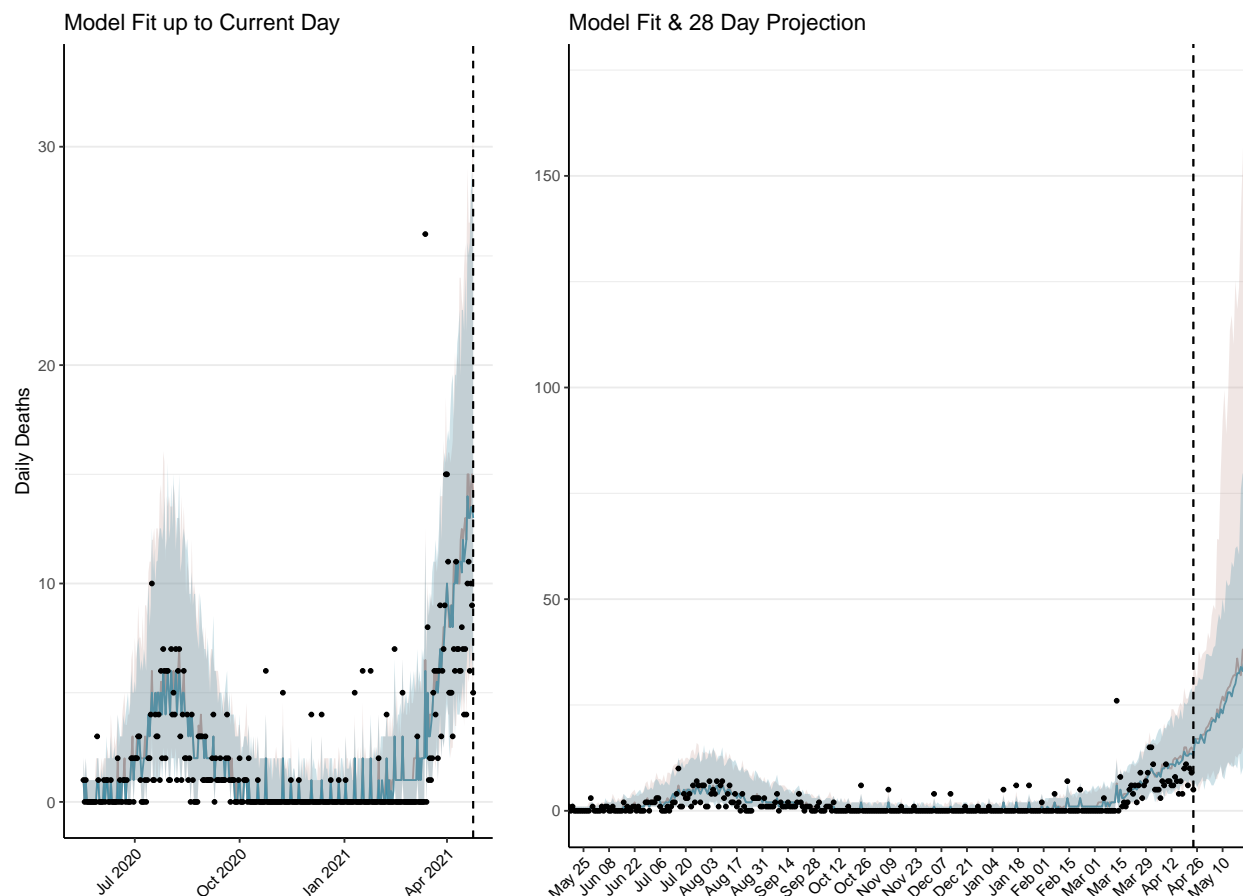 Model Fit up to Current Day
Daily Deaths
30
20
10
0
Jul 2020
Oct 2020
Jan 2021
Apr 2021
Model Fit & 28 Day Projection
150
100
50
0
May 25
Jun 08
Jun 22
Jul 06
Jul 20
Aug 03
Aug 17
Aug 31
Sep 14
Sep 28
Oct 12
Oct 26
Nov 09
Nov 23
Dec 07
Dec 21
Jan 04
Jan 18
Feb 01
Feb 15
Mar 01
Mar 15
Mar 29
Apr 12
Apr 26
May 10